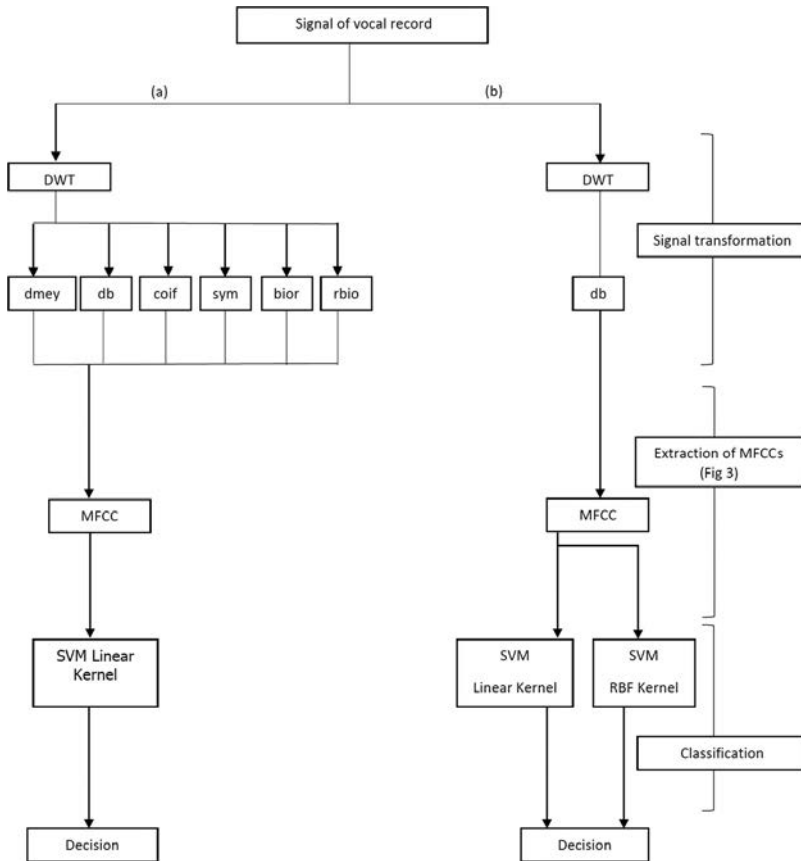 Signal of vocal record
(a)
(b)
DWT
DWT
Signal transformation
dmey
db
coif
sym
bior
rbio
db
Extraction of MFCCs
(Fig 3)
MFCC
MFCC
SVM Linear
Kernel
SVM
Linear Kernel
SVM
RBF Kernel
Classification
Decision
Decision